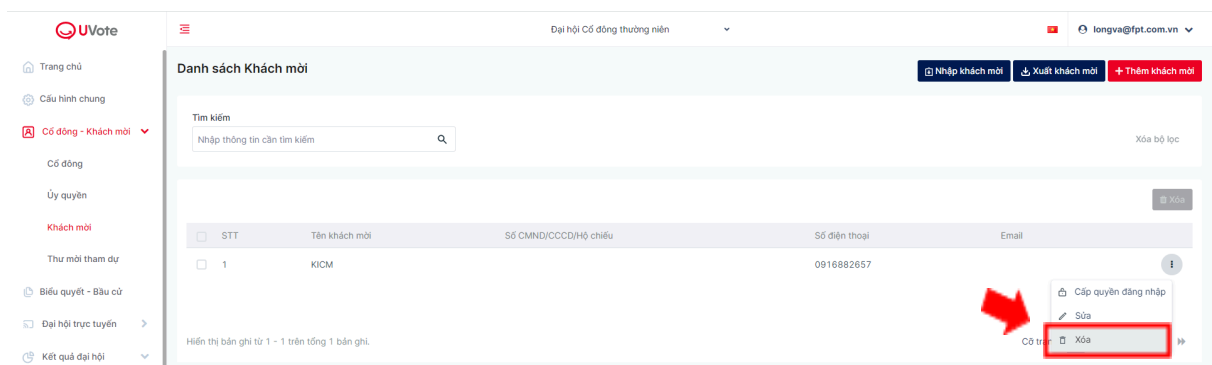 UVote
Đại hội Cổ đông thường niên
longva@fpt.com.vn
Trang chủ
Cấu hình chung
Cổ đông - Khách mời
Cổ đông
Ủy quyền
Khách mời
Thư mời tham dự
Biểu quyết - Bầu cử
Đại hội trực tuyến
Kết quả đại hội
Danh sách Khách mời
Nhập khách mời
Xuất khách mời
+ Thêm khách mời
Tìm kiếm
Nhập thông tin cần tìm kiếm
Xóa bộ lọc
Xóa
STT Tên khách mời Số CMND/CCCD/Hộ chiếu Số điện thoại Email
1 KICM 0916882657
Cấp quyền đăng nhập
Sửa
Xóa
Hiển thị bản ghi từ 1 - 1 trên tổng 1 bản ghi.
Cỡ